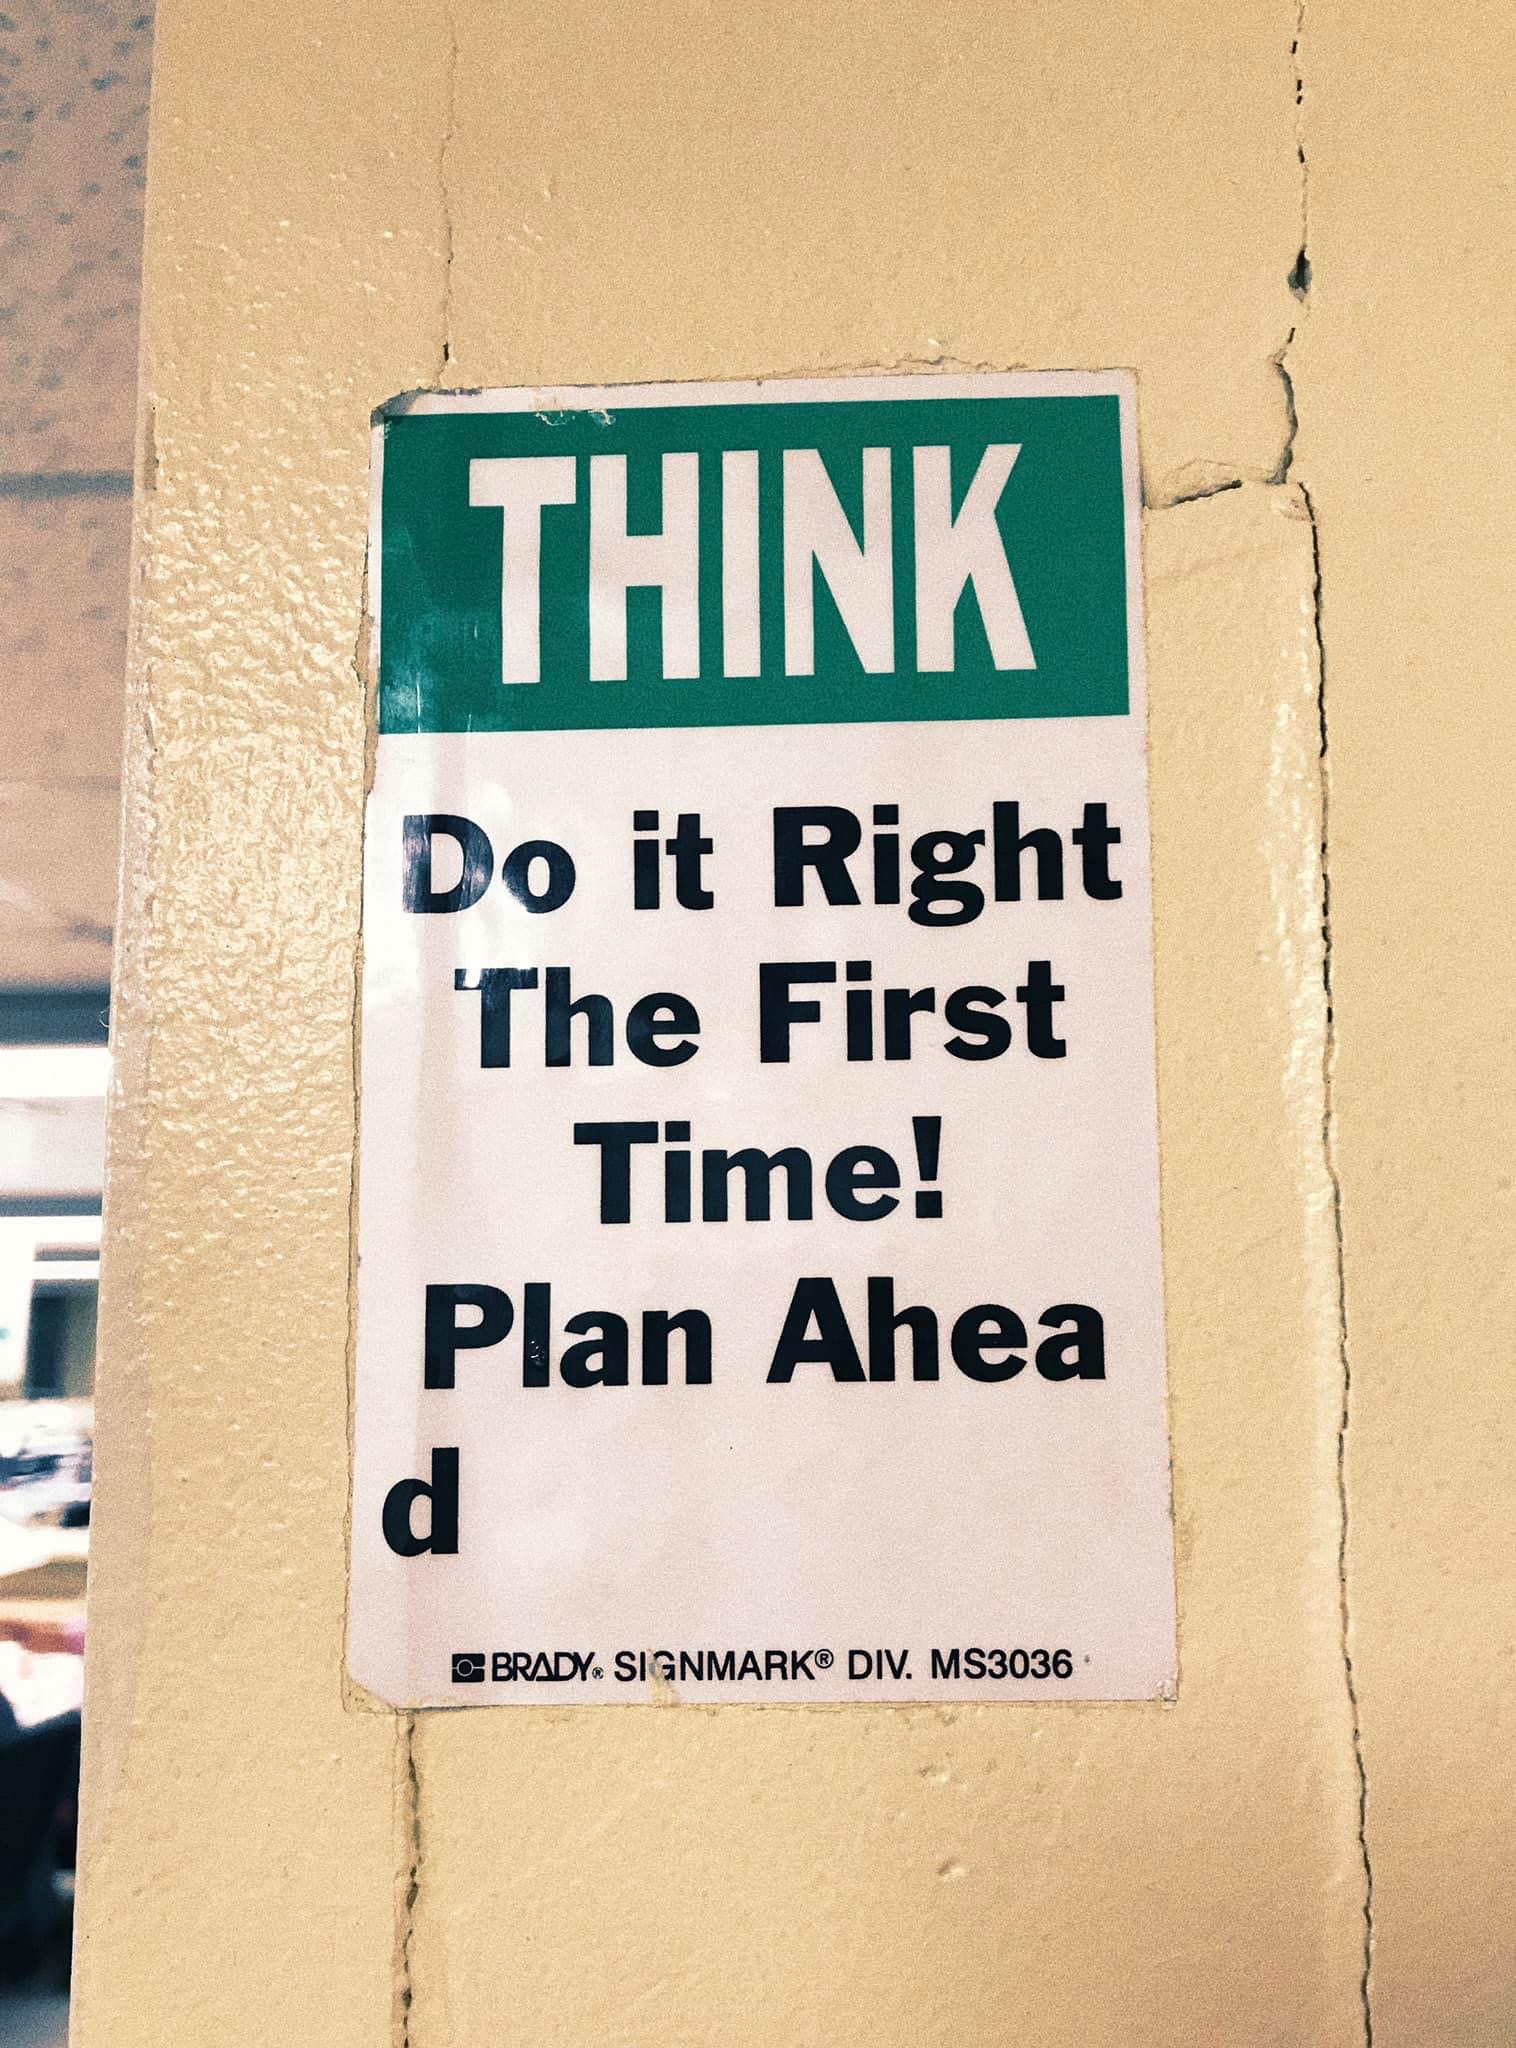 THINK
Do it Right
The First
Time!
Plan Ahea
d
BRADY® SIGNMARK® DIV. MS3036